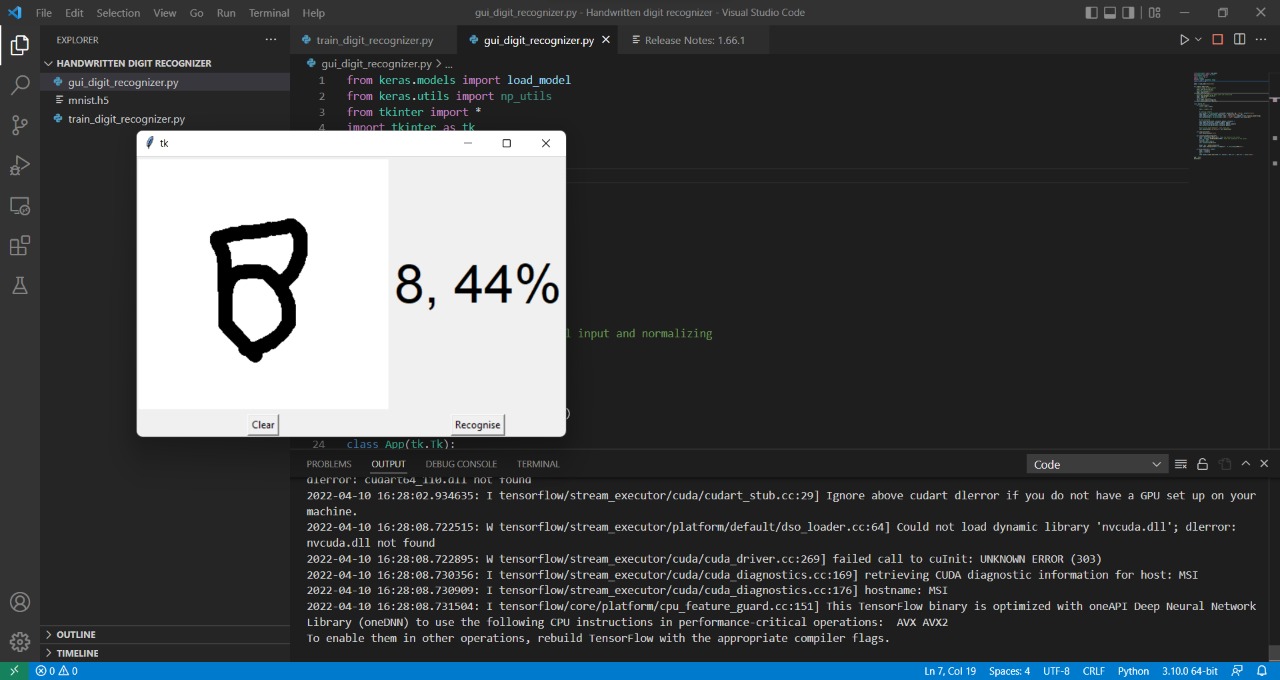 File Edit Selection View Go Run Terminal Help
gui_digit_recognizer.py - Handwritten digit recognizer - Visual Studio Code
EXPLORER
HANDWRITTEN DIGIT RECOGNIZER
gui_digit_recognizer.py
mnist.h5
train_digit_recognizer.py
OUTLINE
TIMELINE
train_digit_recognizer.py
gui_digit_recognizer.py
Release Notes: 1.66.1
gui_digit_recognizer.py > ...
1 from keras.models import load_model
2 from keras.utils import np_utils
3 from tkinter import *
4 import tkinter as tk
tk
8, 44%
Clear
Recognise
l input and normalizing
)
24 class App(tk.Tk):
PROBLEMS OUTPUT DEBUG CONSOLE TERMINAL
Code
dlerror: cudart64_110.dll not found
2022-04-10 16:28:02.934635: I tensorflow/stream_executor/cuda/cudart_stub.cc:29] Ignore above cudart dlerror if you do not have a GPU set up on your
machine.
2022-04-10 16:28:08.722515: W tensorflow/stream_executor/platform/default/dso_loader.cc:64] Could not load dynamic library 'nvcuda.dll'; dlerror:
nvcuda.dll not found
2022-04-10 16:28:08.722895: W tensorflow/stream_executor/cuda/cuda_driver.cc:269] failed call to cuInit: UNKNOWN ERROR (303)
2022-04-10 16:28:08.730356: I tensorflow/stream_executor/cuda/cuda_diagnostics.cc:169] retrieving CUDA diagnostic information for host: MSI
2022-04-10 16:28:08.730909: I tensorflow/stream_executor/cuda/cuda_diagnostics.cc:176] hostname: MSI
2022-04-10 16:28:08.731504: I tensorflow/core/platform/cpu_feature_guard.cc:151] This TensorFlow binary is optimized with oneAPI Deep Neural Network
Library (oneDNN) to use the following CPU instructions in performance-critical operations:  AVX AVX2
To enable them in other operations, rebuild TensorFlow with the appropriate compiler flags.
0 0
Ln 7, Col 19 Spaces: 4 UTF-8 CRLF Python 3.10.0 64-bit